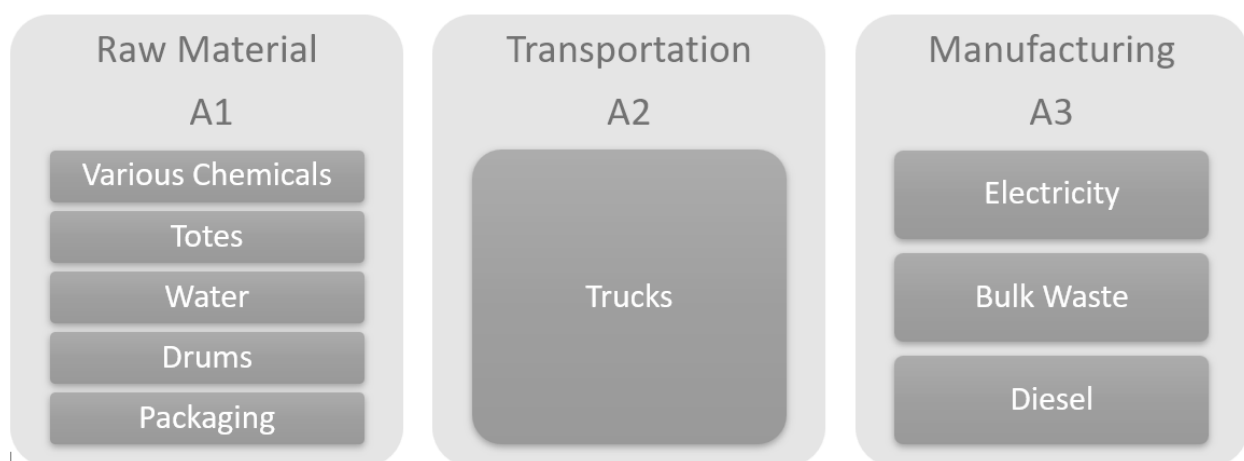 Raw Material
A1
Various Chemicals
Totes
Water
Drums
Packaging
Transportation
A2
Trucks
Manufacturing
A3
Electricity
Bulk Waste
Diesel